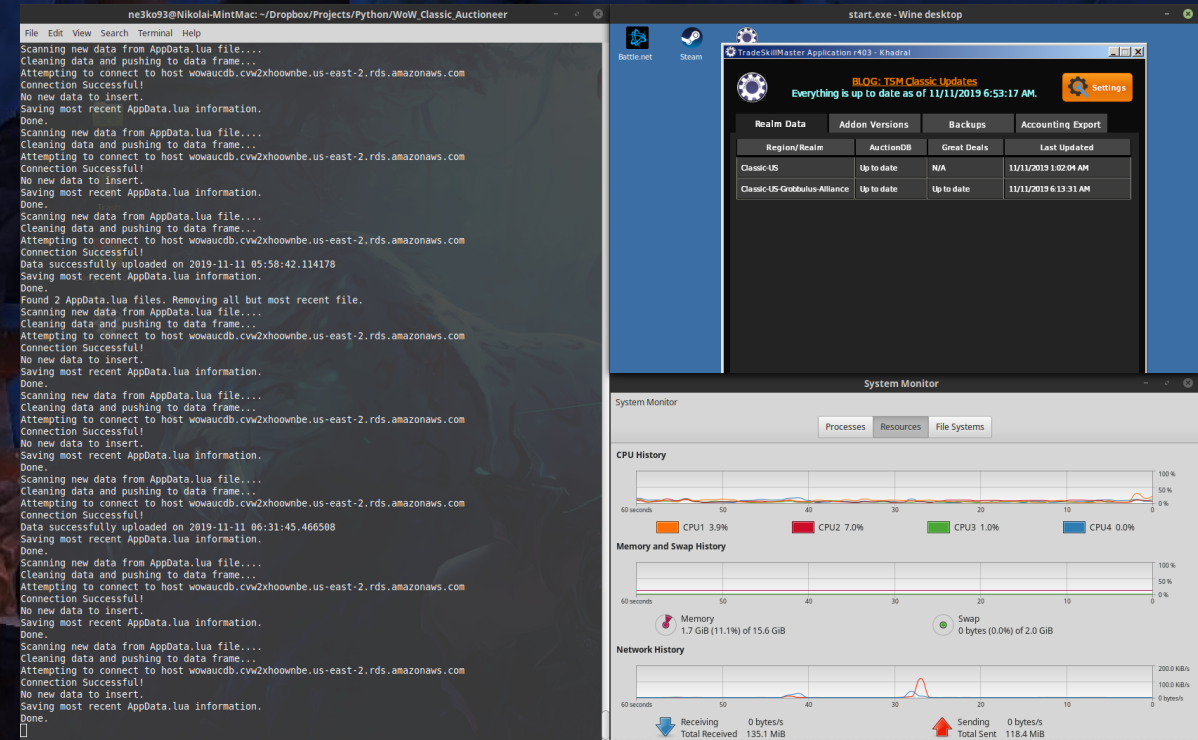 ne3ko93@Nikolai-MintMac: ~/Dropbox/Projects/Python/WoW_Classic_Auctioneer
File Edit View Search Terminal Help
Scanning new data from AppData.lua file....
Cleaning data and pushing to data frame...
Attempting to connect to host wowaucdb.cvw2xhoownbe.us-east-2.rds.amazonaws.com
Connection Successful!
No new data to insert.
Saving most recent AppData.lua information.
Done.
Scanning new data from AppData.lua file....
Cleaning data and pushing to data frame...
Attempting to connect to host wowaucdb.cvw2xhoownbe.us-east-2.rds.amazonaws.com
Connection Successful!
No new data to insert.
Saving most recent AppData.lua information.
Done.
Scanning new data from AppData.lua file....
Cleaning data and pushing to data frame...
Attempting to connect to host wowaucdb.cvw2xhoownbe.us-east-2.rds.amazonaws.com
Connection Successful!
Data successfully uploaded on 2019-11-11 05:58:42.114178
Saving most recent AppData.lua information.
Done.
Found 2 AppData.lua files. Removing all but most recent file.
Scanning new data from AppData.lua file....
Cleaning data and pushing to data frame...
Attempting to connect to host wowaucdb.cvw2xhoownbe.us-east-2.rds.amazonaws.com
Connection Successful!
No new data to insert.
Saving most recent AppData.lua information.
Done.
Scanning new data from AppData.lua file....
Cleaning data and pushing to data frame...
Attempting to connect to host wowaucdb.cvw2xhoownbe.us-east-2.rds.amazonaws.com
Connection Successful!
No new data to insert.
Saving most recent AppData.lua information.
Done.
Scanning new data from AppData.lua file....
Cleaning data and pushing to data frame...
Attempting to connect to host wowaucdb.cvw2xhoownbe.us-east-2.rds.amazonaws.com
Connection Successful!
Data successfully uploaded on 2019-11-11 06:31:45.466508
Saving most recent AppData.lua information.
Done.
Scanning new data from AppData.lua file....
Cleaning data and pushing to data frame...
Attempting to connect to host wowaucdb.cvw2xhoownbe.us-east-2.rds.amazonaws.com
Connection Successful!
No new data to insert.
Saving most recent AppData.lua information.
Done.
Scanning new data from AppData.lua file....
Cleaning data and pushing to data frame...
Attempting to connect to host wowaucdb.cvw2xhoownbe.us-east-2.rds.amazonaws.com
Connection Successful!
No new data to insert.
Saving most recent AppData.lua information.
Done.
start.exe - Wine desktop
Battle.net
Steam
TradeSkillMaster Application r403 - Khadral
BLOG: TSM Classic Updates
Everything is up to date as of 11/11/2019 6:53:17 AM.
Settings
Realm Data Addon Versions Backups Accounting Export
Region/Realm AuctionDB Great Deals Last Updated
Classic-US Up to date N/A 11/11/2019 1:02:04 AM
Classic-US-Grobbulus-Alliance Up to date Up to date 11/11/2019 6:13:31 AM
System Monitor
System Monitor
Processes Resources File Systems
CPU History
100 %
50 %
0 %
60 seconds 50 40 30 20 10 0
CPU1 3.9% CPU2 7.0% CPU3 1.0% CPU4 0.0%
Memory and Swap History
100 %
50 %
0 %
60 seconds 50 40 30 20 10 0
Memory
1.7 GiB (11.1%) of 15.6 GiB
Swap
0 bytes (0.0%) of 2.0 GiB
Network History
200.0 KiB/s
100.0 KiB/s
0 bytes/s
60 seconds 50 40 30 20 10 0
Receiving 0 bytes/s
Total Received 135.1 MiB
Sending 0 bytes/s
Total Sent 118.4 MiB